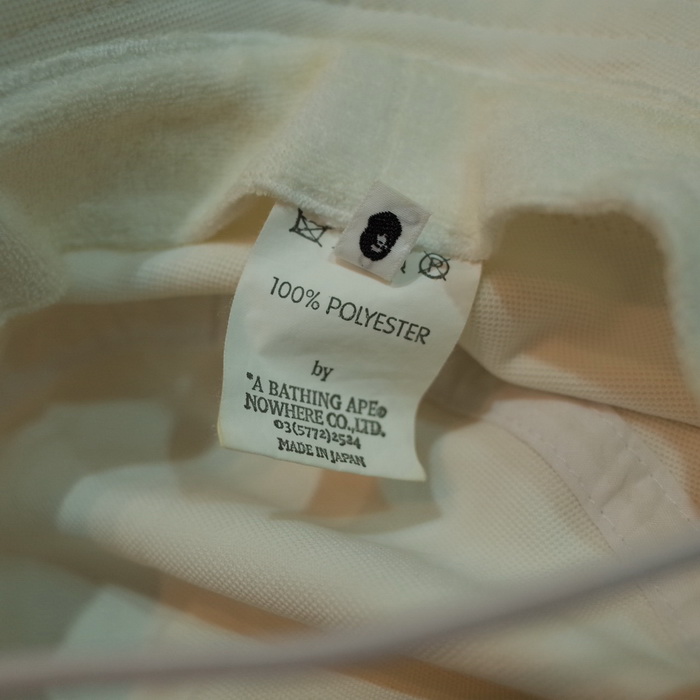 P
100% POLYESTER
by
"A BATHING APE®
NOWHERE CO.,LTD.
03(5772)2524
MADE IN JAPAN